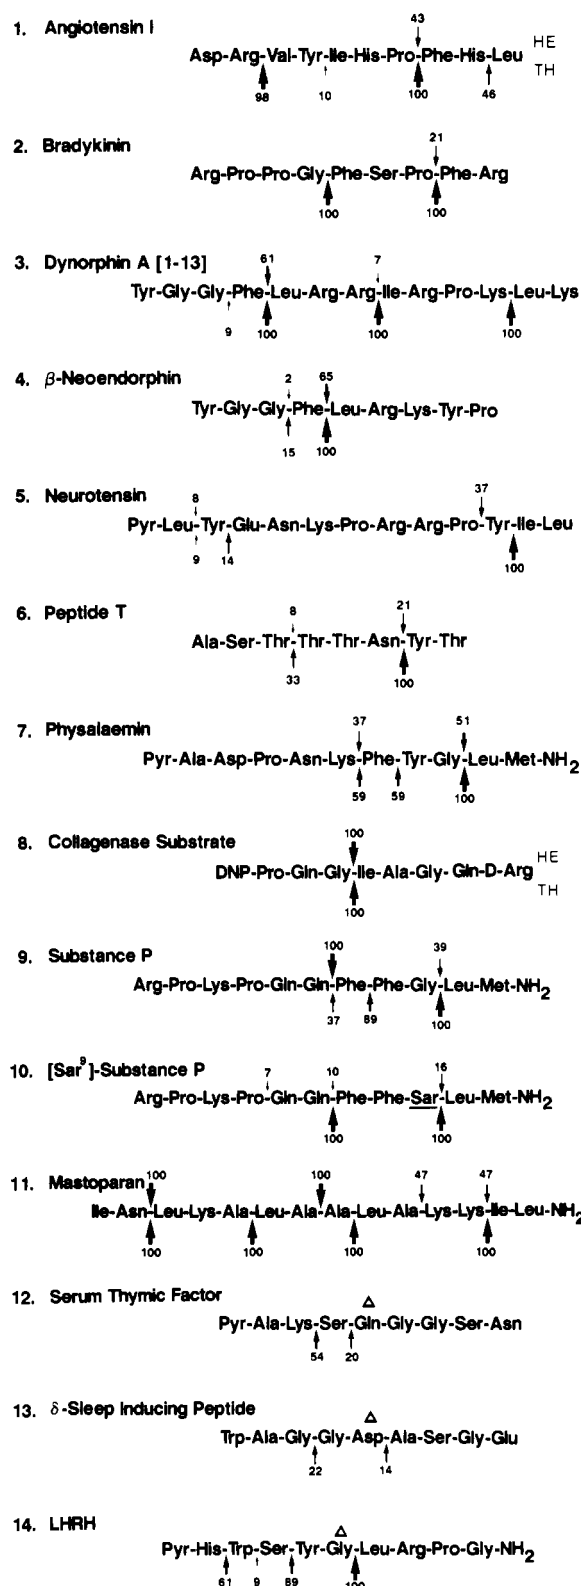 1. Angiotensin I
43
HE
Asp-Arg-Val-Tyr-Ile-His-Pro-Phe-His-Leu
TH
98 10 100 46
2. Bradykinin
21
Arg-Pro-Pro-Gly-Phe-Ser-Pro-Phe-Arg
100 100
3. Dynorphin A [1-13]
61 7
Tyr-Gly-Gly-Phe-Leu-Arg-Arg-Ile-Arg-Pro-Lys-Leu-Lys
9 100 100 100
4. β-Neoendorphin
2 65
Tyr-Gly-Gly-Phe-Leu-Arg-Lys-Tyr-Pro
15 100
5. Neurotensin
8 37
Pyr-Leu-Tyr-Glu-Asn-Lys-Pro-Arg-Arg-Pro-Tyr-Ile-Leu
9 14 100
6. Peptide T
8 21
Ala-Ser-Thr-Thr-Thr-Asn-Tyr-Thr
33 100
7. Physalaemin
37 51
Pyr-Ala-Asp-Pro-Asn-Lys-Phe-Tyr-Gly-Leu-Met-NH2
59 59 100
8. Collagenase Substrate
100
HE
DNP-Pro-Gln-Gly-Ile-Ala-Gly-Gln-D-Arg
TH
100
9. Substance P
100 39
Arg-Pro-Lys-Pro-Gln-Gln-Phe-Phe-Gly-Leu-Met-NH2
37 89 100
10. [Sar9]-Substance P
7 10 16
Arg-Pro-Lys-Pro-Gln-Gln-Phe-Phe-Sar-Leu-Met-NH2
100 100
11. Mastoparan
100 100 47 47
Ile-Asn-Leu-Lys-Ala-Leu-Ala-Ala-Leu-Ala-Lys-Lys-Ile-Leu-NH2
100 100 100 100
12. Serum Thymic Factor
Δ
Pyr-Ala-Lys-Ser-Gln-Gly-Gly-Ser-Asn
54 20
13. δ-Sleep Inducing Peptide
Δ
Trp-Ala-Gly-Gly-Asp-Ala-Ser-Gly-Glu
22 14
14. LHRH
Δ
Pyr-His-Trp-Ser-Tyr-Gly-Leu-Arg-Pro-Gly-NH2
61 9 89 100